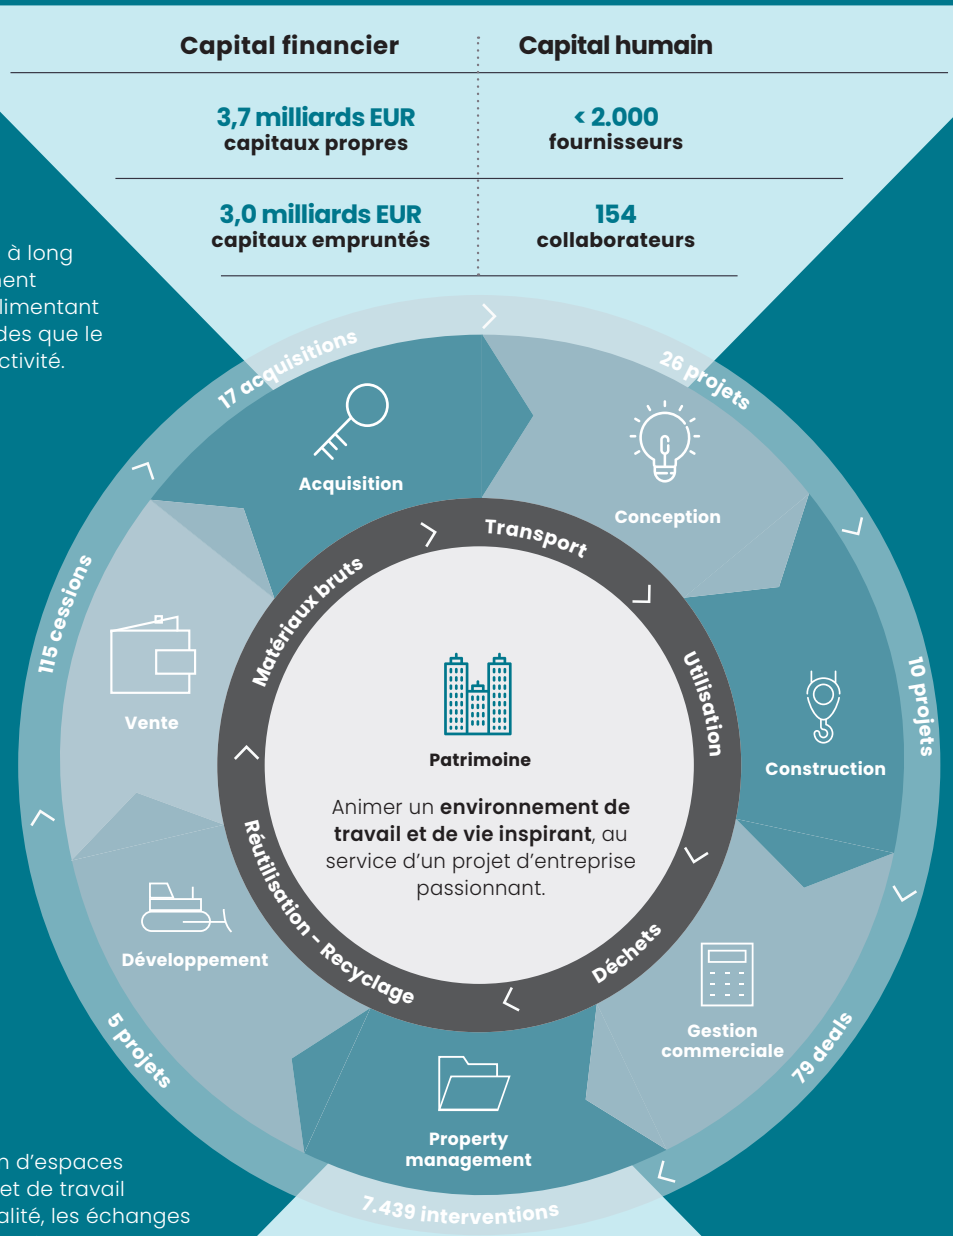 Capital financier
Capital humain
3,7 milliards EUR
capitaux propres
< 2.000
fournisseurs
3,0 milliards EUR
capitaux empruntés
154
collaborateurs
à long
limentant
des que le
ctivité.
17 acquisitions
26 projets
10 projets
79 deals
7.439 interventions
5 projets
115 cessions
Acquisition
Conception
Construction
Gestion
commerciale
Property
management
Développement
Vente
Matériaux bruts
Transport
Utilisation
Déchets
Réutilisation - Recyclage
Patrimoine
Animer un environnement de
travail et de vie inspirant, au
service d'un projet d'entreprise
passionnant.
d'espaces
et de travail
alité, les échanges